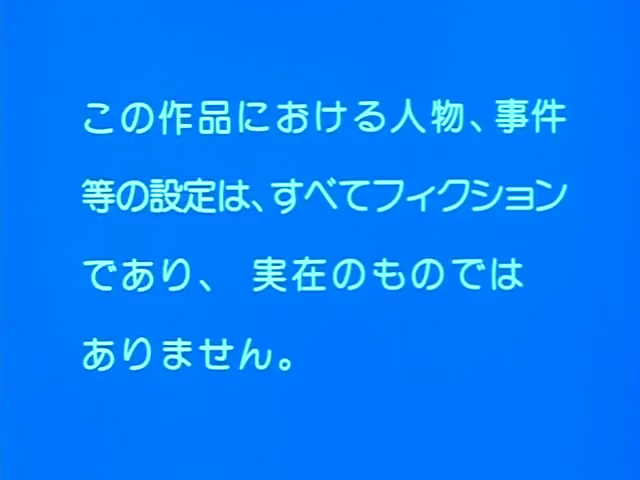 この作品における人物、事件
等の設定は、すべてフィクション
であり、 実在のものでは
ありません。